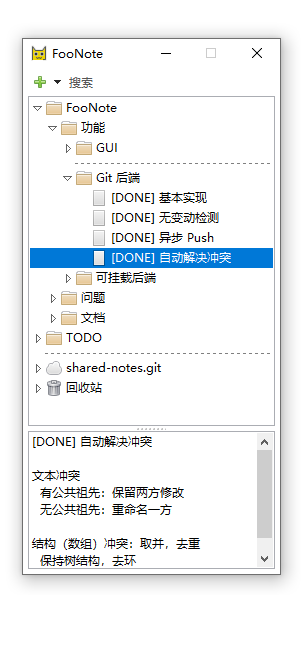 FooNote
搜索
FooNote
功能
GUI
Git 后端
[DONE] 基本实现
[DONE] 无变动检测
[DONE] 异步 Push
[DONE] 自动解决冲突
可挂载后端
问题
文档
TODO
shared-notes.git
回收站
[DONE] 自动解决冲突
文本冲突
有公共祖先：保留两方修改
无公共祖先：重命名一方
结构（数组）冲突：取并，去重
保持树结构，去环